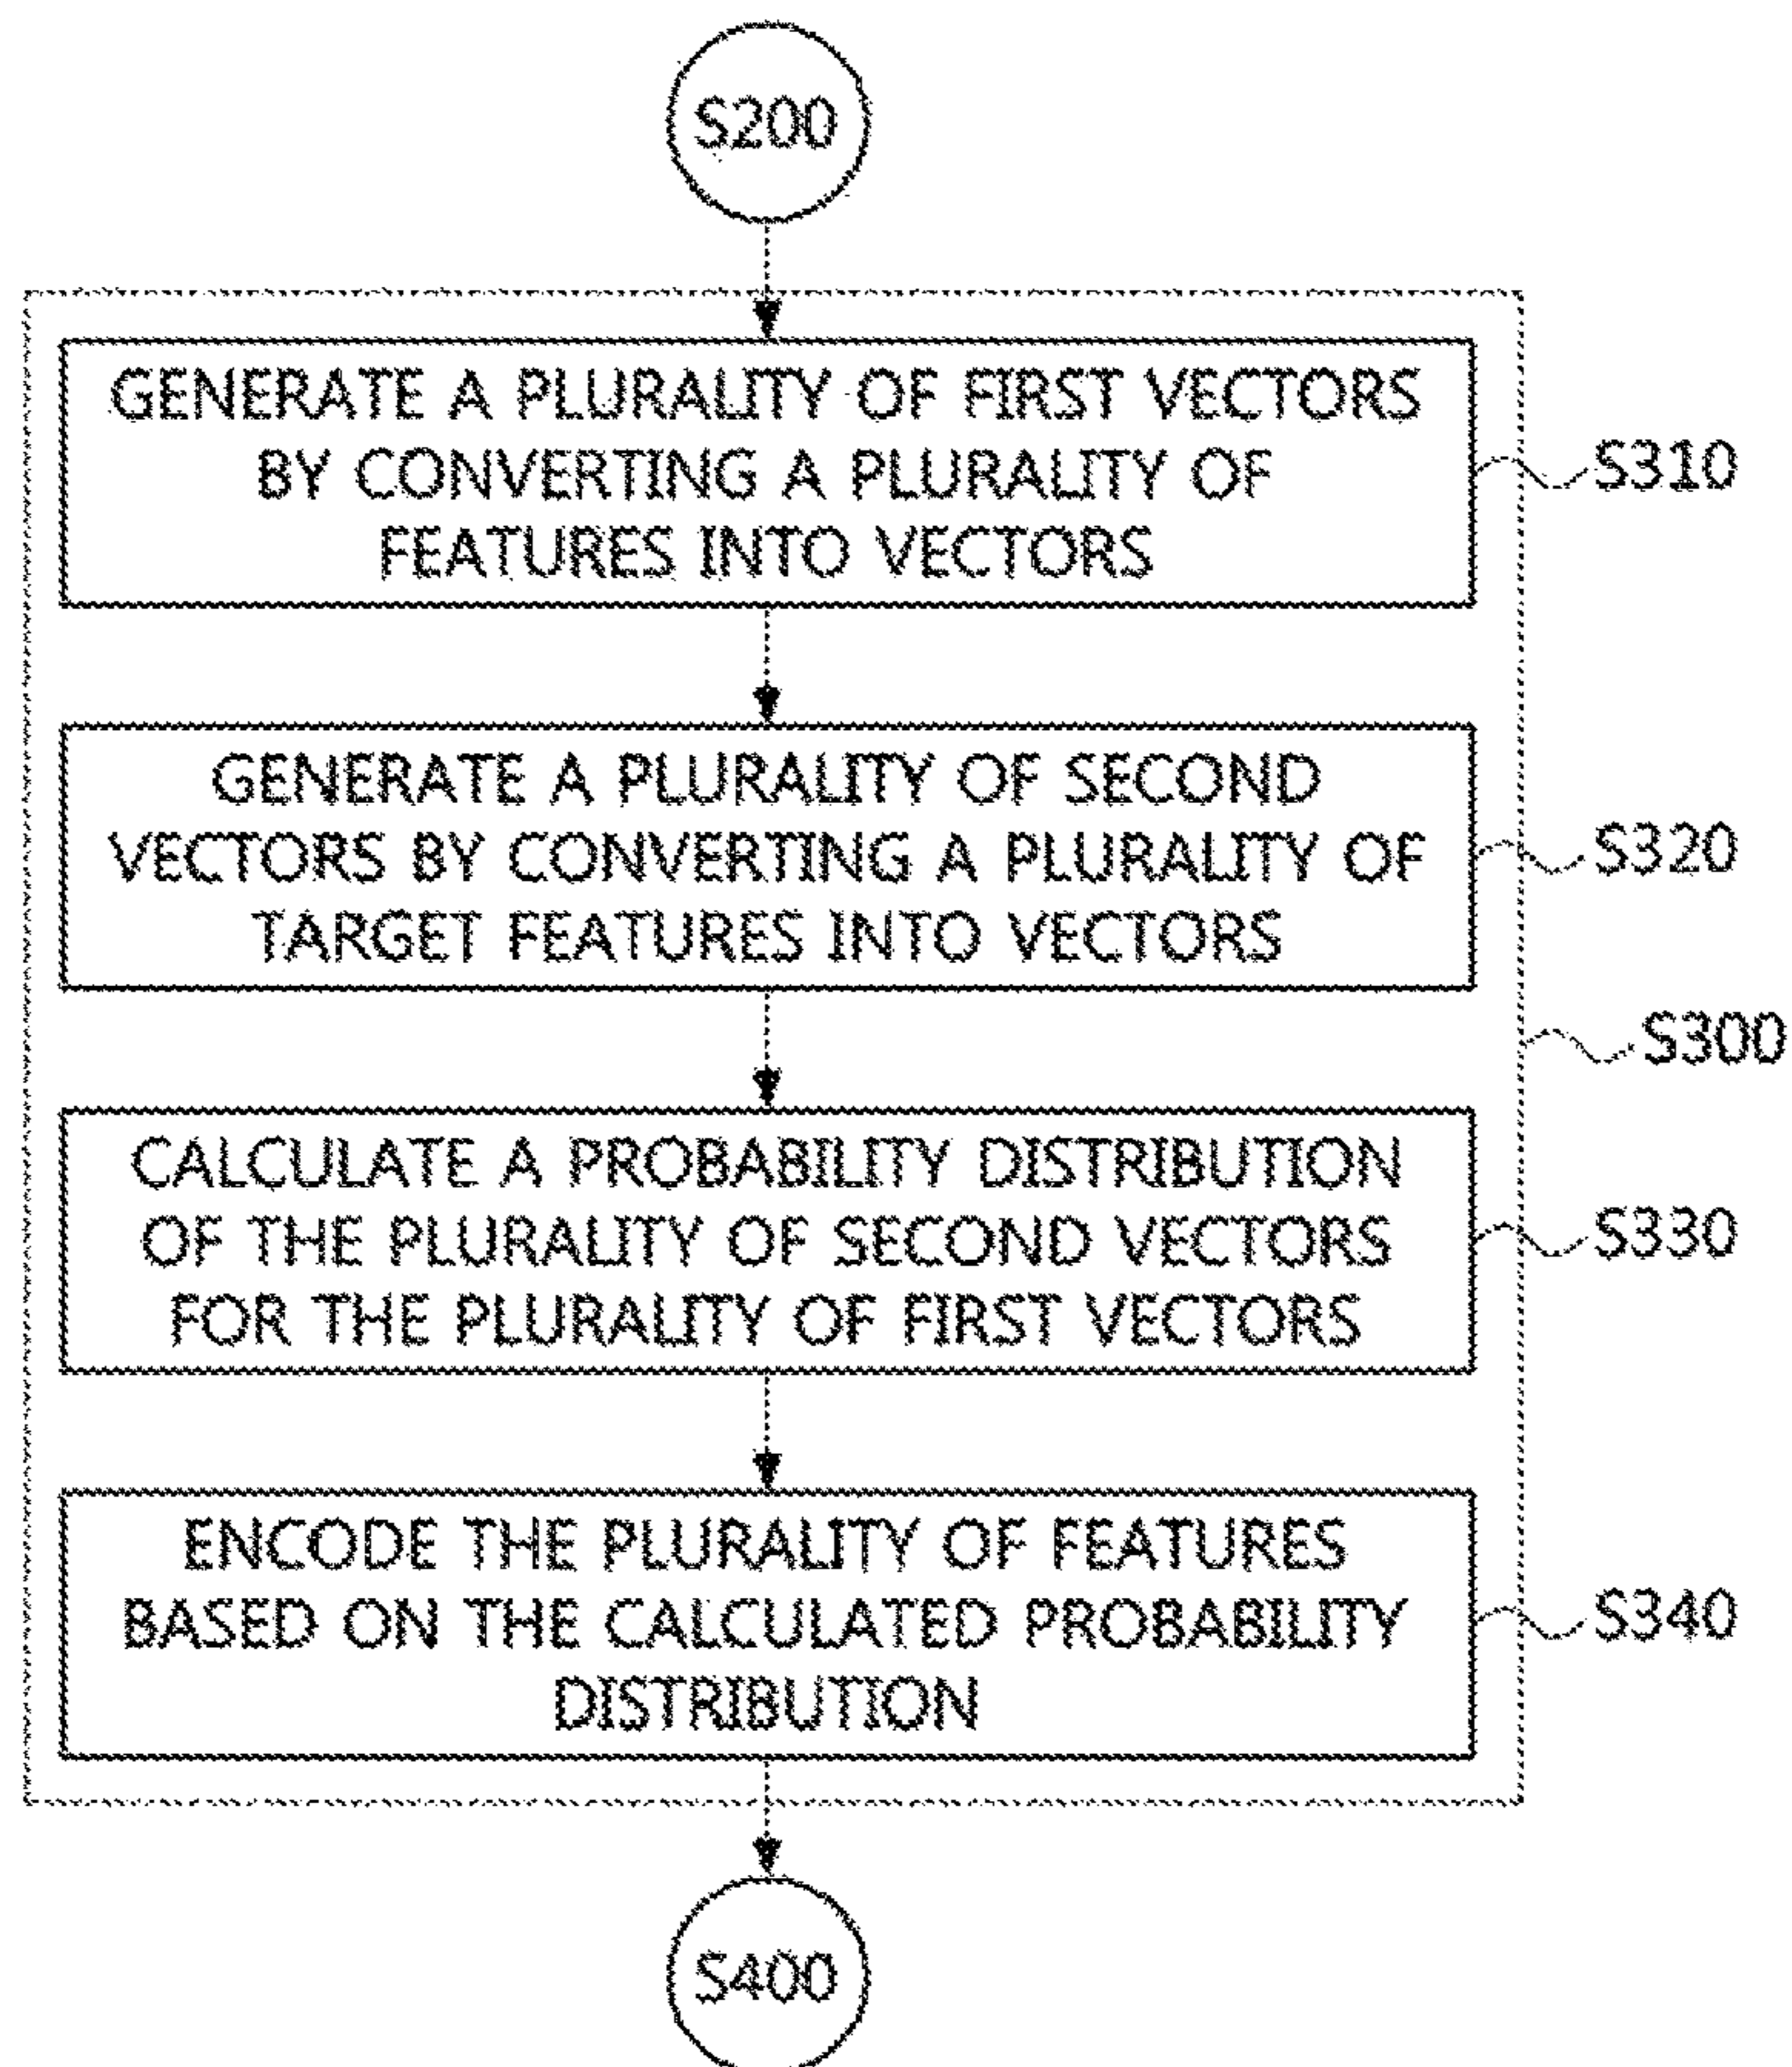 S200
GENERATE A PLURALITY OF FIRST VECTORS
BY CONVERTING A PLURALITY OF
FEATURES INTO VECTORS
S310
GENERATE A PLURALITY OF SECOND
VECTORS BY CONVERTING A PLURALITY OF
TARGET FEATURES INTO VECTORS
S320
S300
CALCULATE A PROBABILITY DISTRIBUTION
OF THE PLURALITY OF SECOND VECTORS
FOR THE PLURALITY OF FIRST VECTORS
S330
ENCODE THE PLURALITY OF FEATURES
BASED ON THE CALCULATED PROBABILITY
DISTRIBUTION
S340
S400